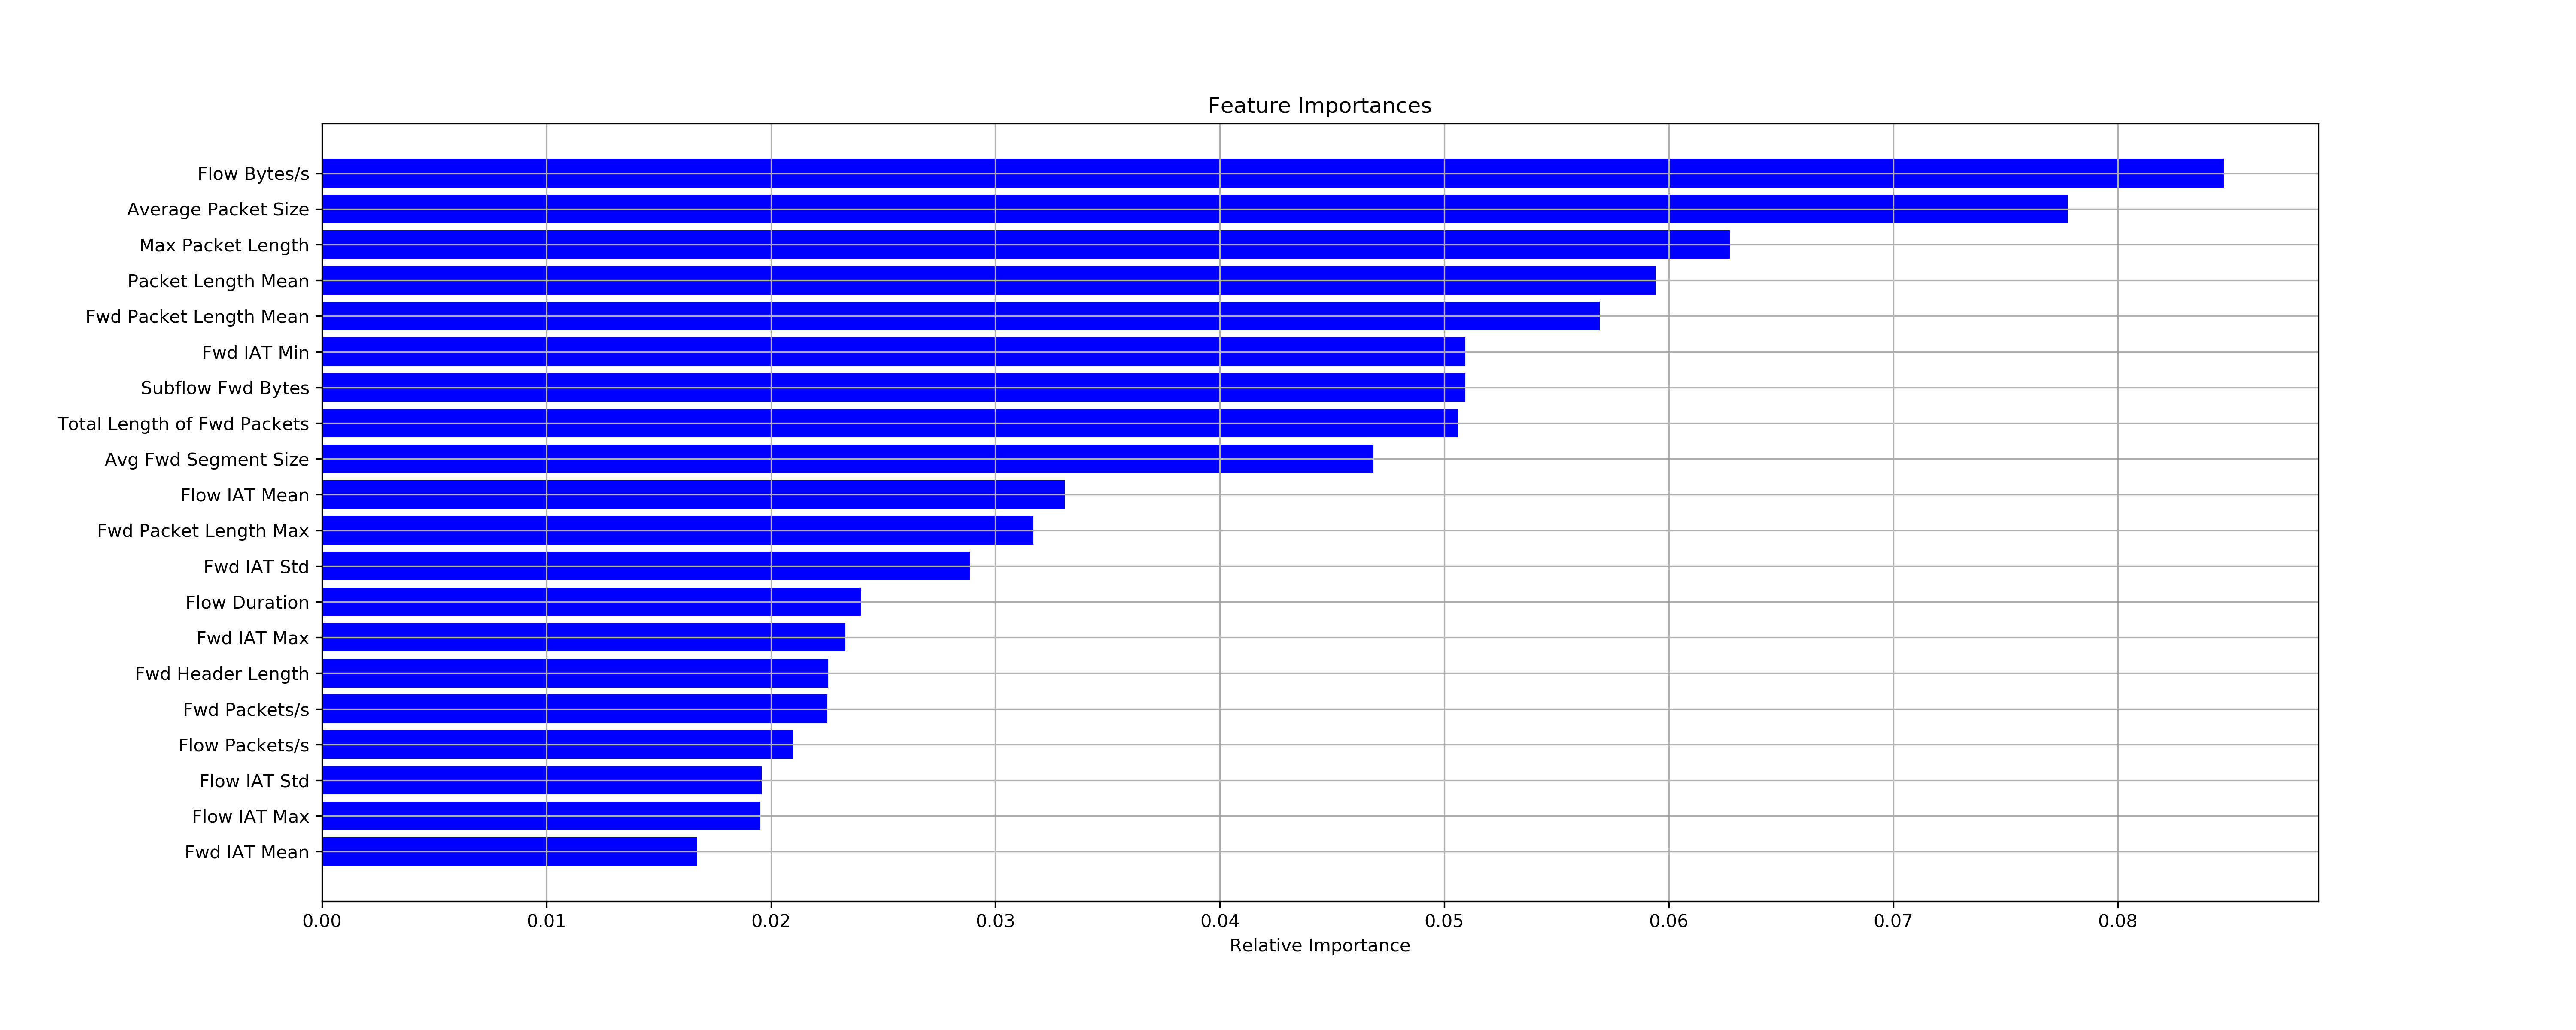 Feature Importances
Flow Bytes/s
Average Packet Size
Max Packet Length
Packet Length Mean
Fwd Packet Length Mean
Fwd IAT Min
Subflow Fwd Bytes
Total Length of Fwd Packets
Avg Fwd Segment Size
Flow IAT Mean
Fwd Packet Length Max
Fwd IAT Std
Flow Duration
Fwd IAT Max
Fwd Header Length
Fwd Packets/s
Flow Packets/s
Flow IAT Std
Flow IAT Max
Fwd IAT Mean
0.00 0.01 0.02 0.03 0.04 0.05 0.06 0.07 0.08
Relative Importance